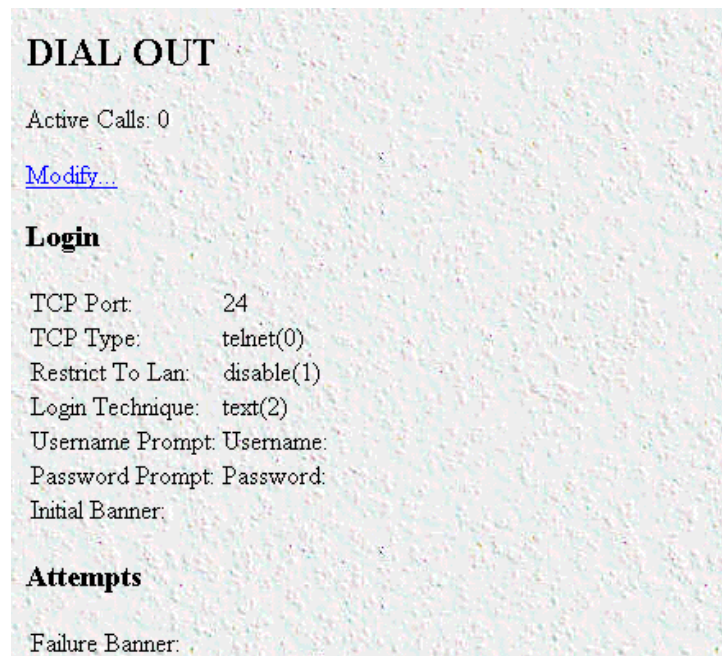 DIAL OUT
Active Calls: 0
Modify...
Login
TCP Port: 24
TCP Type: telnet(0)
Restrict To Lan: disable(1)
Login Technique: text(2)
Username Prompt: Username:
Password Prompt: Password:
Initial Banner:
Attempts
Failure Banner: